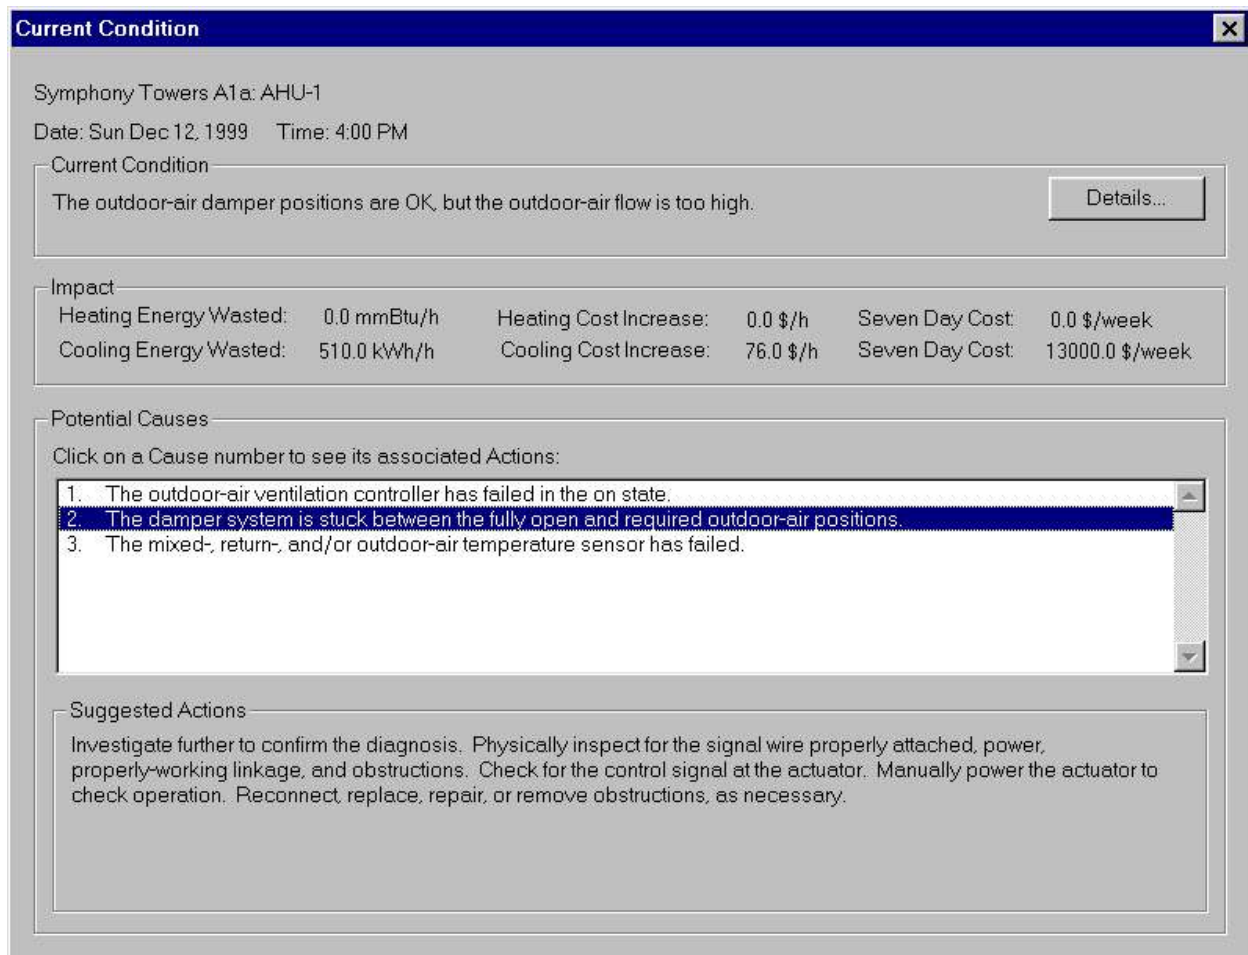 Current Condition
Symphony Towers A1a: AHU-1
Date: Sun Dec 12, 1999 Time: 4:00 PM
Current Condition
The outdoor-air damper positions are OK, but the outdoor-air flow is too high.
Details...
Impact
Heating Energy Wasted: 0.0 mmBtu/h Heating Cost Increase: 0.0 $/h Seven Day Cost: 0.0 $/week
Cooling Energy Wasted: 510.0 kWh/h Cooling Cost Increase: 76.0 $/h Seven Day Cost: 13000.0 $/week
Potential Causes
Click on a Cause number to see its associated Actions:
1. The outdoor-air ventilation controller has failed in the on state.
2. The damper system is stuck between the fully open and required outdoor-air positions.
3. The mixed-, return-, and/or outdoor-air temperature sensor has failed.
Suggested Actions
Investigate further to confirm the diagnosis. Physically inspect for the signal wire properly attached, power,
properly-working linkage, and obstructions. Check for the control signal at the actuator. Manually power the actuator to
check operation. Reconnect, replace, repair, or remove obstructions, as necessary.